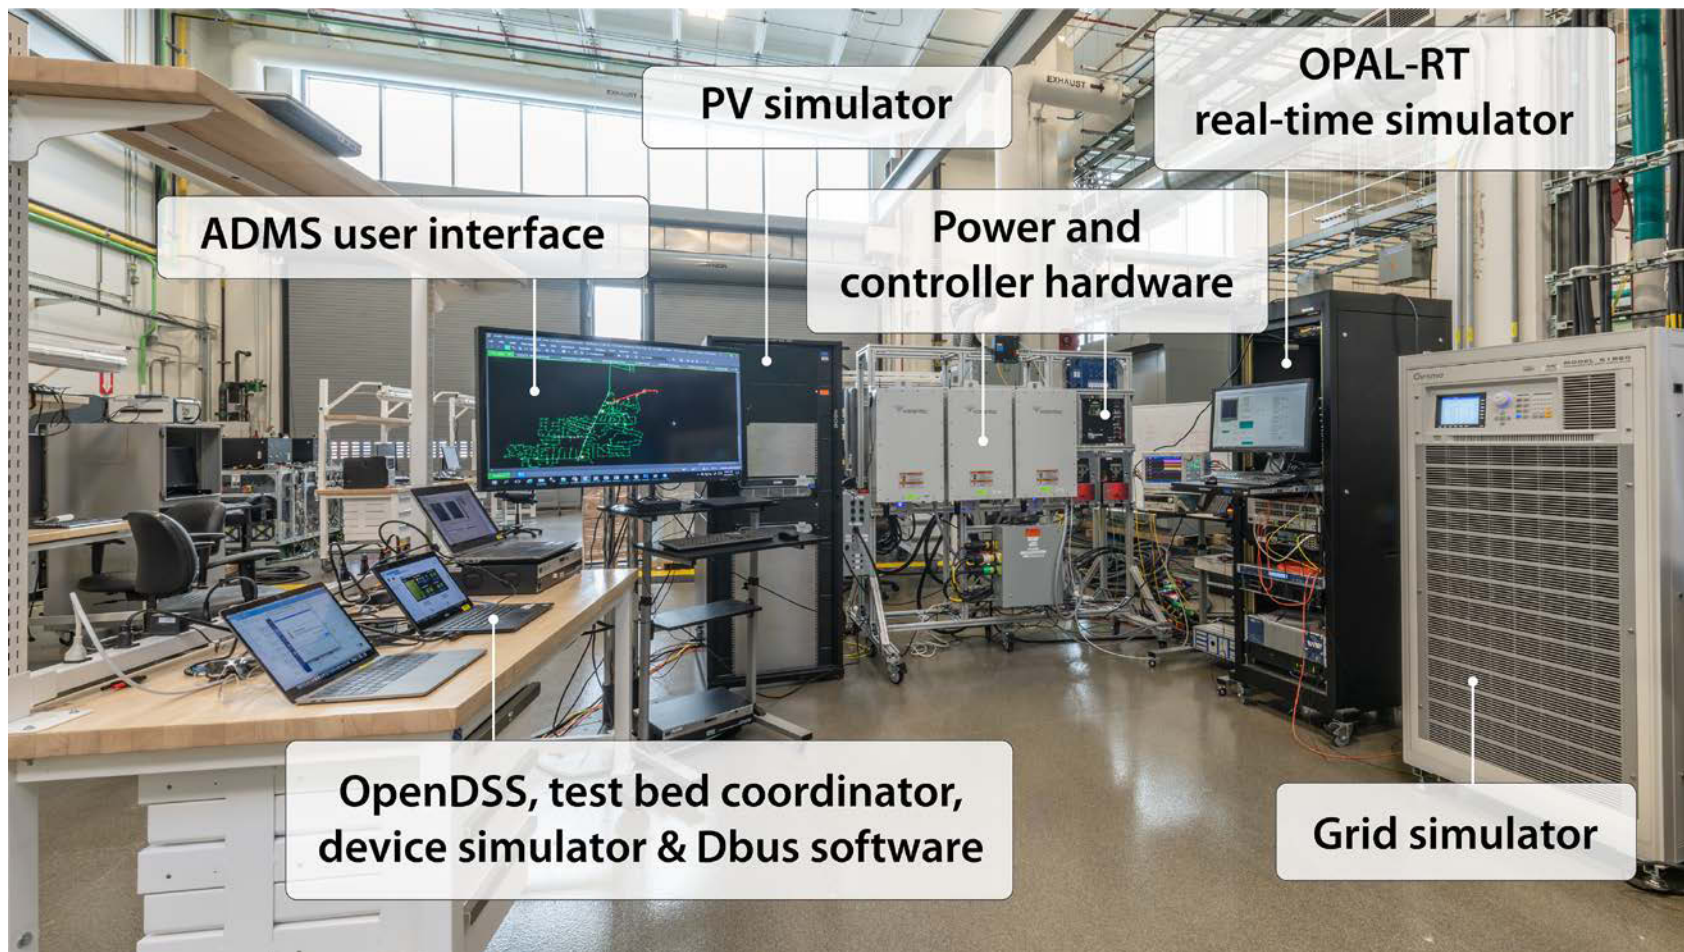 EXHAUST
EXHAUST
PV simulator
OPAL-RT
real-time simulator
ADMS user interface
Power and
controller hardware
OpenDSS, test bed coordinator,
device simulator & Dbus software
Grid simulator